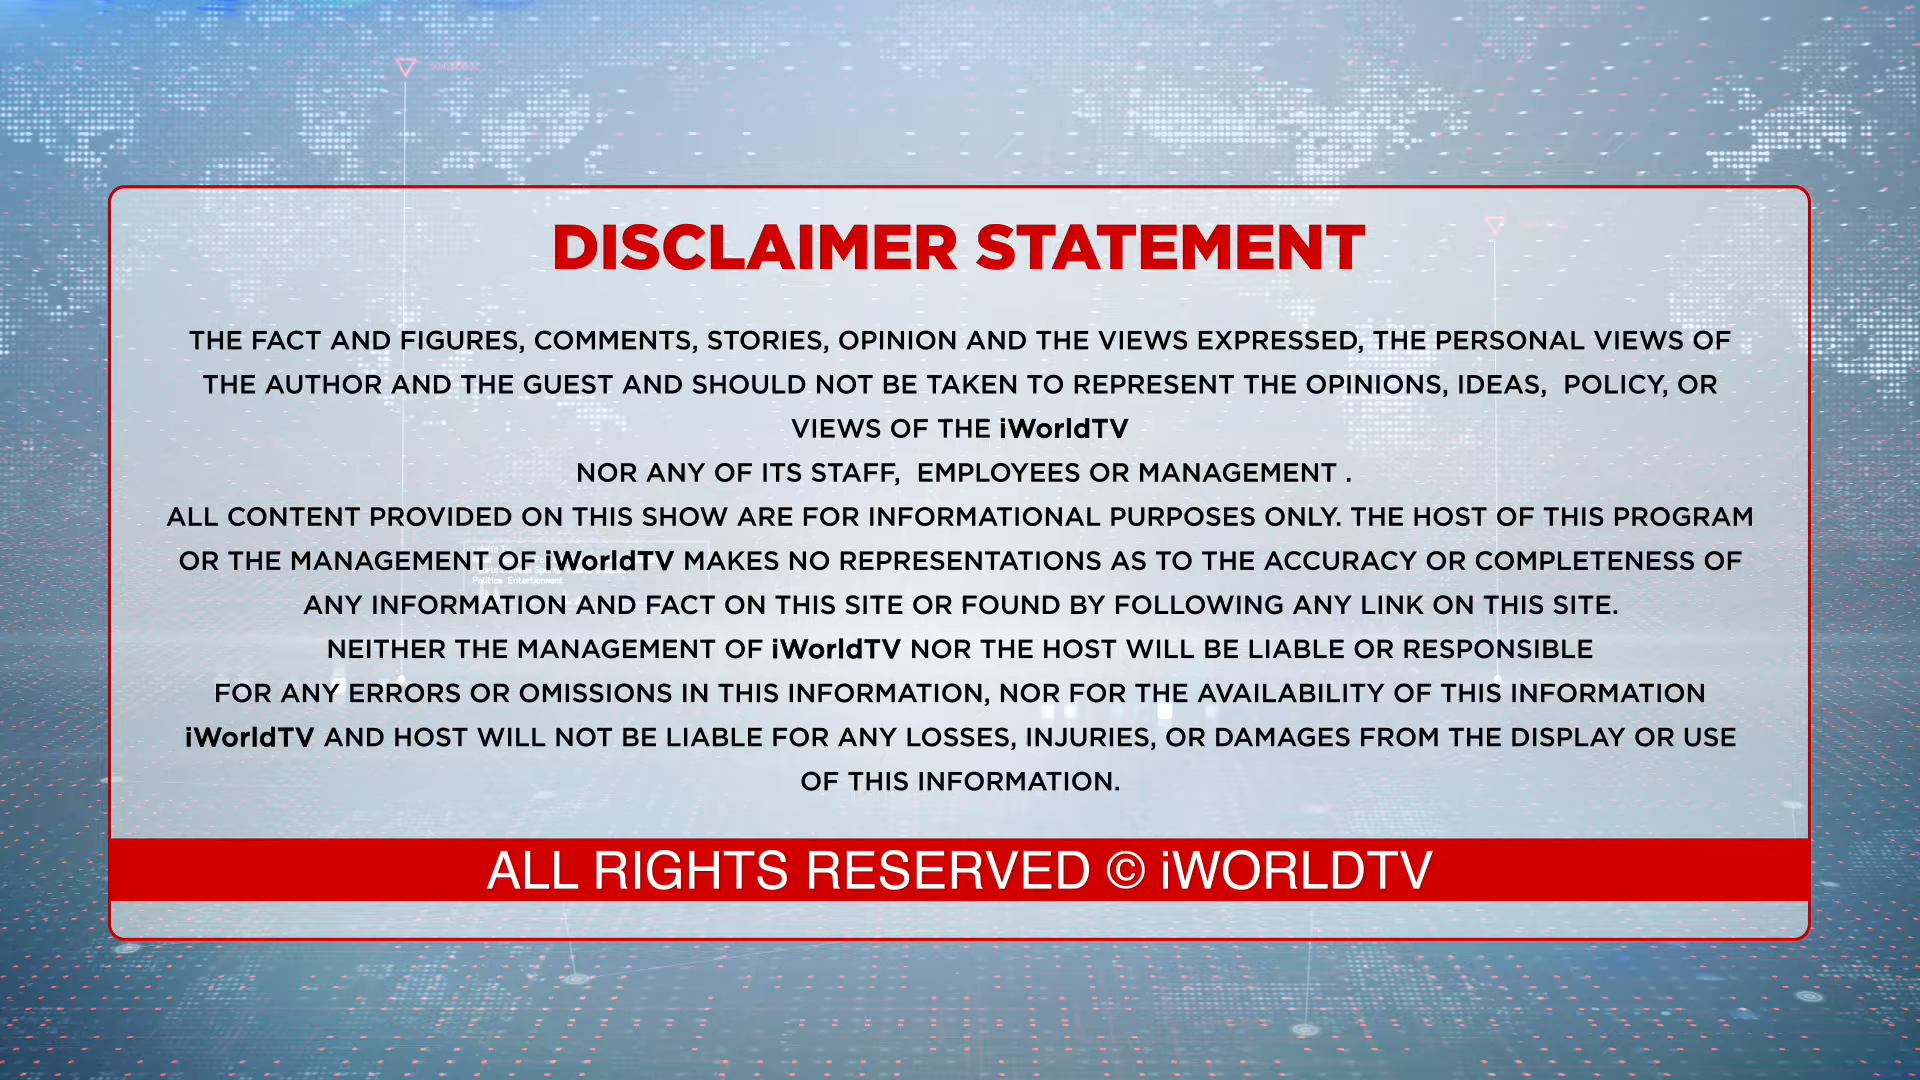 DISCLAIMER STATEMENT
THE FACT AND FIGURES, COMMENTS, STORIES, OPINION AND THE VIEWS EXPRESSED, THE PERSONAL VIEWS OF
THE AUTHOR AND THE GUEST AND SHOULD NOT BE TAKEN TO REPRESENT THE OPINIONS, IDEAS, POLICY, OR
VIEWS OF THE iWorldTV
NOR ANY OF ITS STAFF, EMPLOYEES OR MANAGEMENT .
ALL CONTENT PROVIDED ON THIS SHOW ARE FOR INFORMATIONAL PURPOSES ONLY. THE HOST OF THIS PROGRAM
OR THE MANAGEMENT OF iWorldTV MAKES NO REPRESENTATIONS AS TO THE ACCURACY OR COMPLETENESS OF
ANY INFORMATION AND FACT ON THIS SITE OR FOUND BY FOLLOWING ANY LINK ON THIS SITE.
NEITHER THE MANAGEMENT OF iWorldTV NOR THE HOST WILL BE LIABLE OR RESPONSIBLE
FOR ANY ERRORS OR OMISSIONS IN THIS INFORMATION, NOR FOR THE AVAILABILITY OF THIS INFORMATION
iWorldTV AND HOST WILL NOT BE LIABLE FOR ANY LOSSES, INJURIES, OR DAMAGES FROM THE DISPLAY OR USE
OF THIS INFORMATION.
Politics Entertionment
ALL RIGHTS RESERVED © iWORLDTV